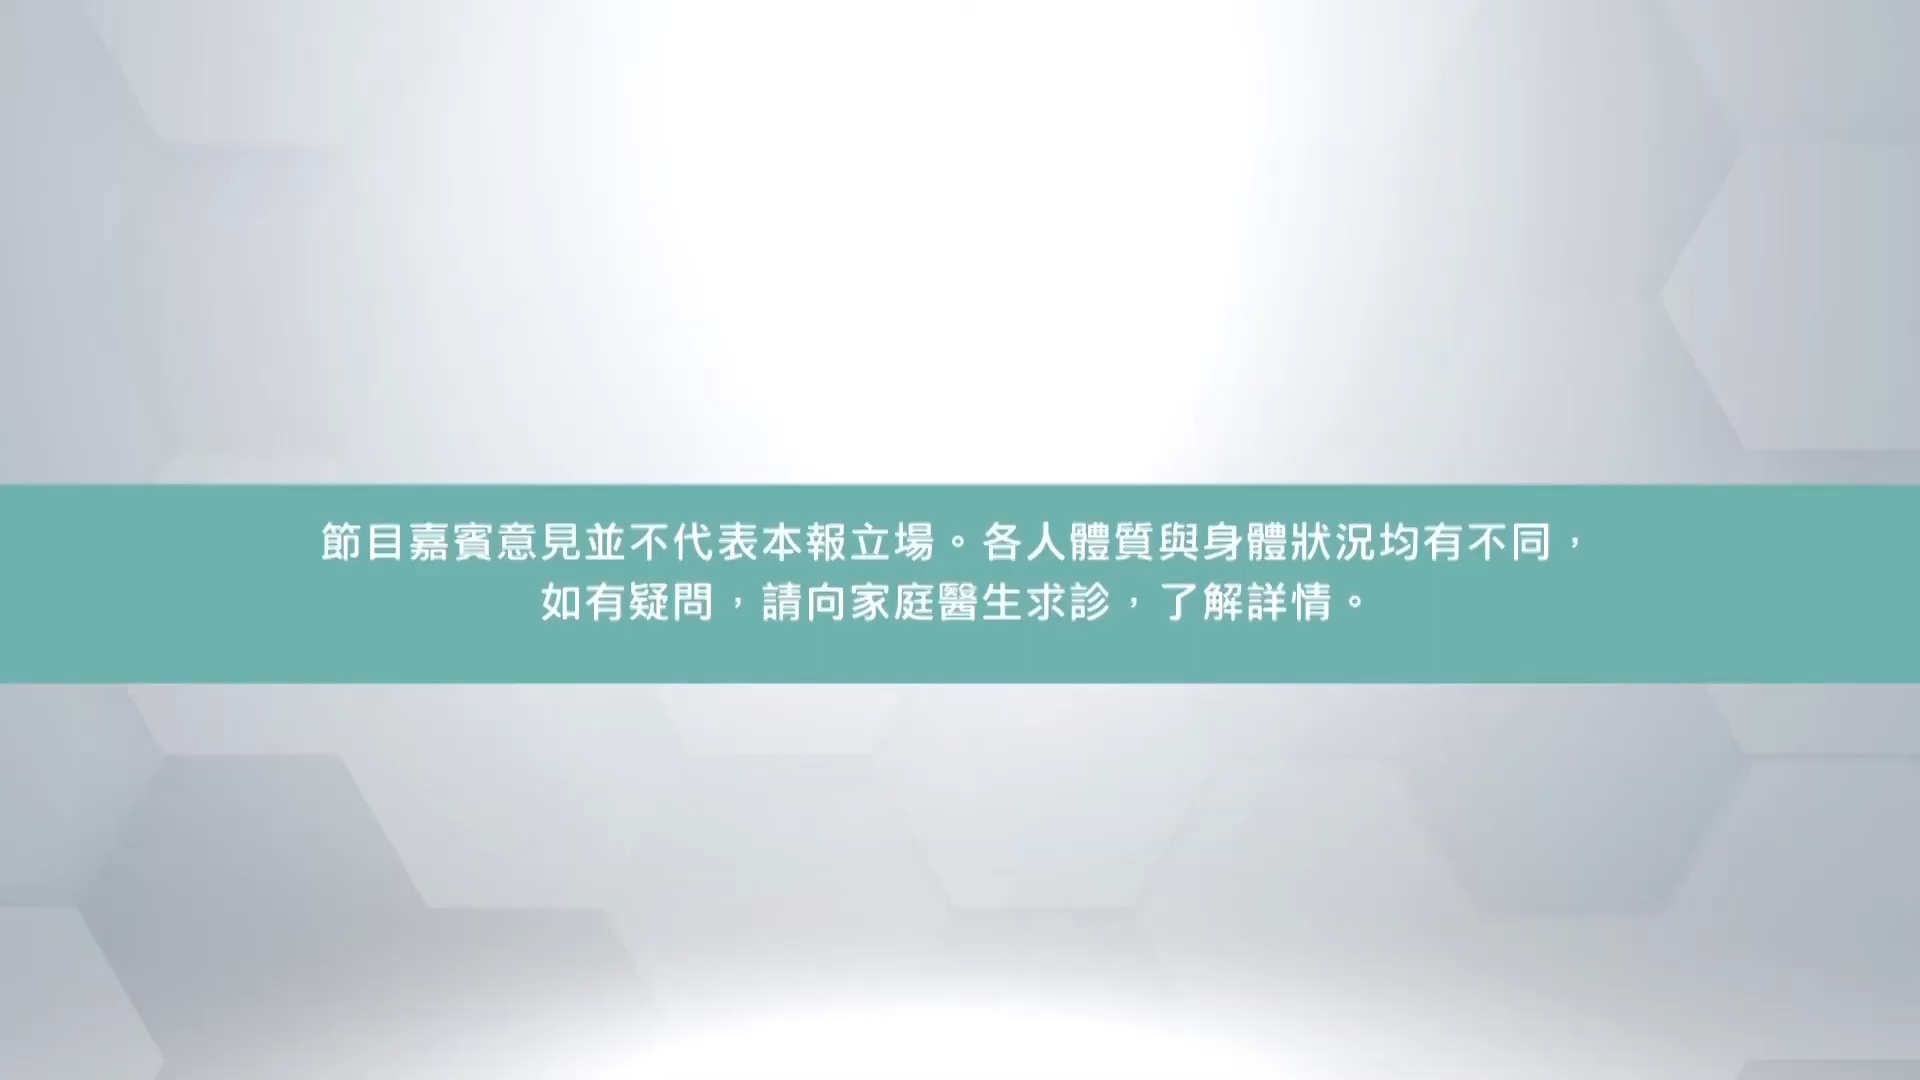 節目嘉賓意見並不代表本報立場。各人體質與身體狀況均有不同，
如有疑問，請向家庭醫生求診，了解詳情。